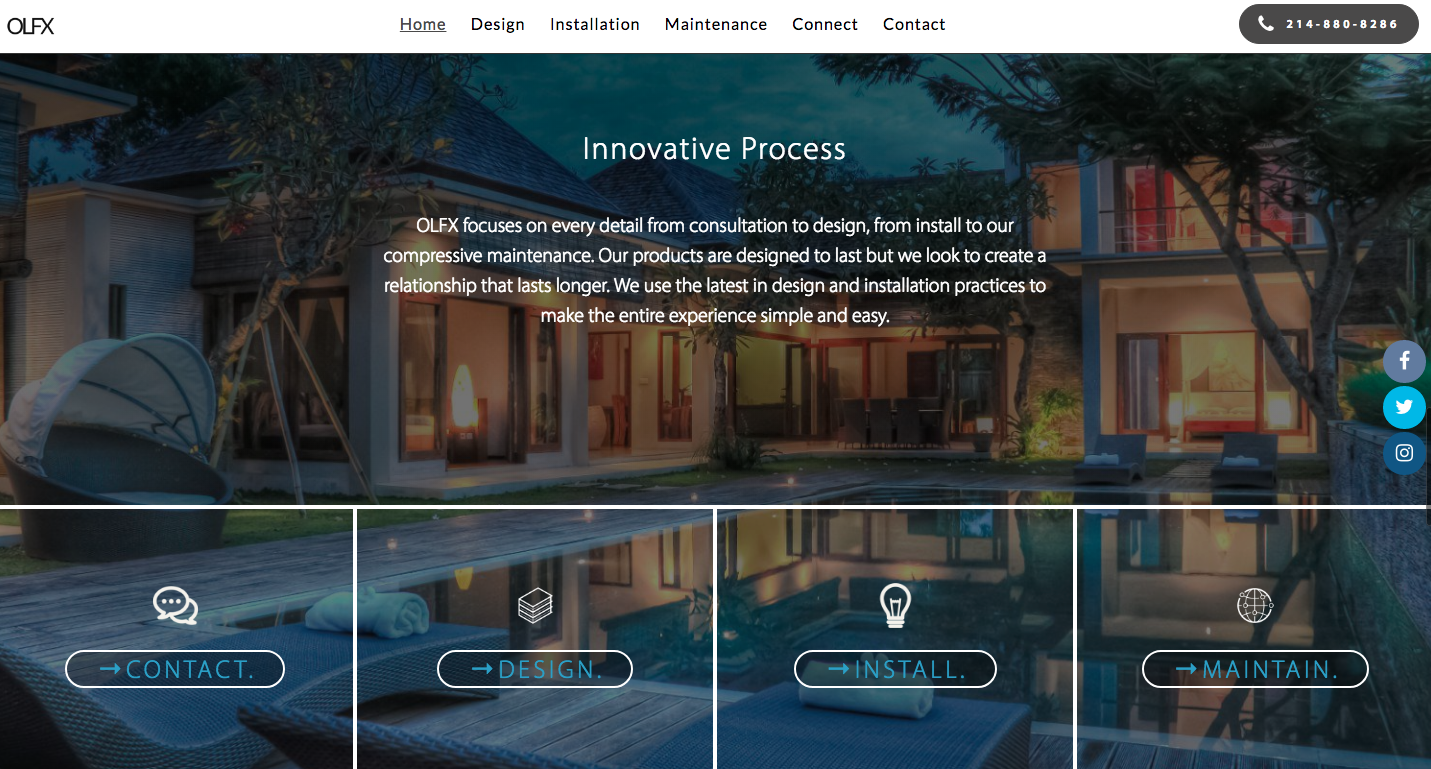 OLFX
Home Design Installation Maintenance Connect Contact
214-880-8286
Innovative Process
OLFX focuses on every detail from consultation to design, from install to our
compressive maintenance. Our products are designed to last but we look to create a
relationship that lasts longer. We use the latest in design and installation practices to
make the entire experience simple and easy.
→CONTACT.
→DESIGN.
→INSTALL.
→MAINTAIN.